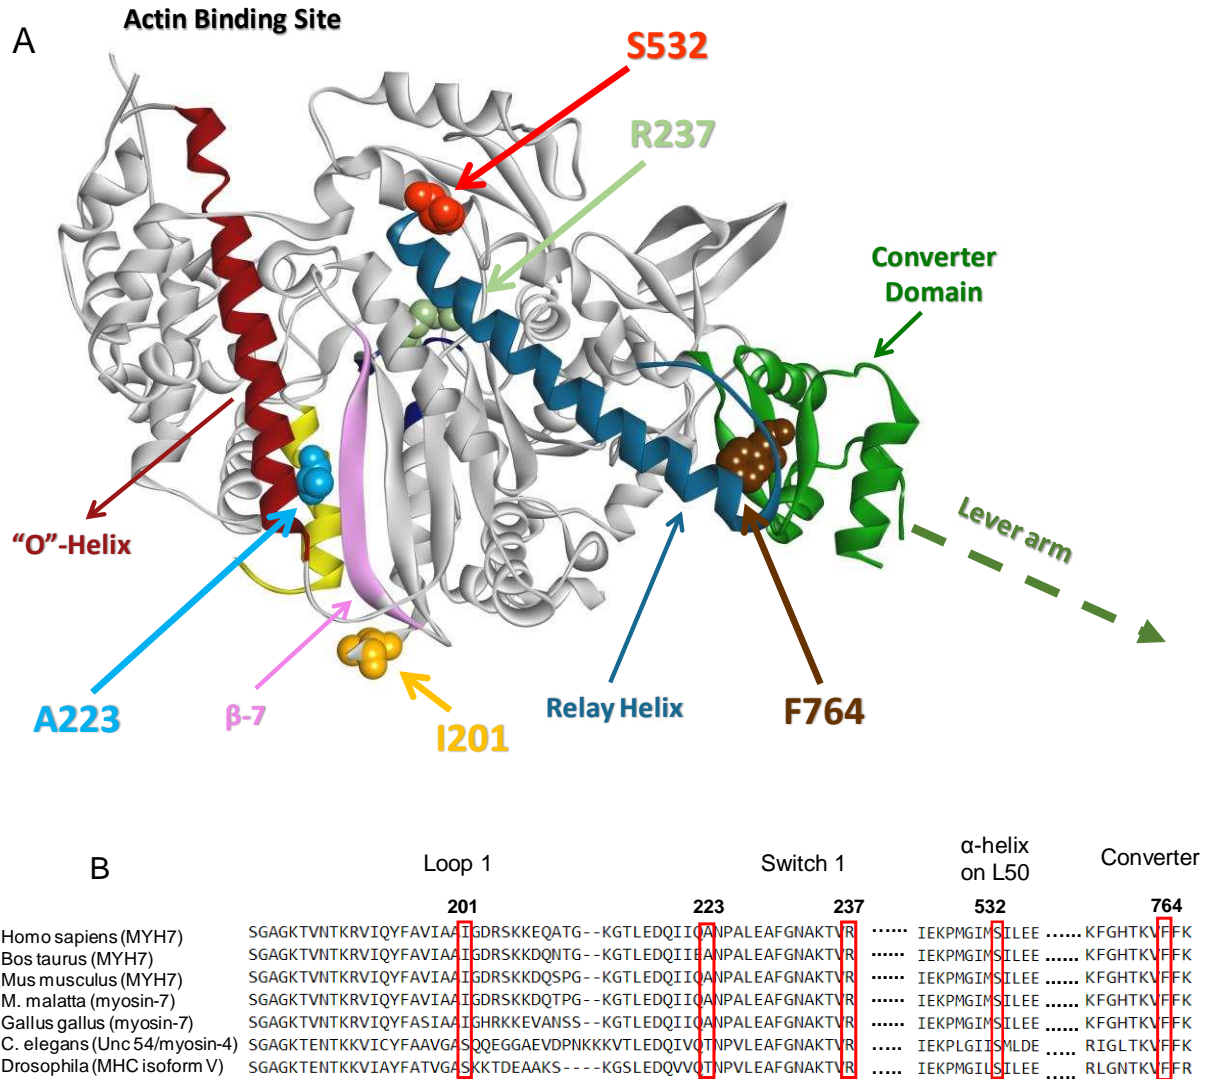 A
Actin Binding Site
S532
R237
Converter
Domain
Lever arm
"O"-Helix
A223
β-7
I201
Relay Helix
F764
B
Loop 1
Switch 1
α-helix
on L50
Converter
201 223 237 532 764
Homo sapiens (MYH7) SGAGKTVNTKRVIQYFAVIAAIGDRSKKEQATG--KGTLEDQIIQANPALEAFGNAKTVR ...... IEKPMGIMSILEE ...... KFGHTKVFFK
Bos taurus (MYH7) SGAGKTVNTKRVIQYFAVIAAIGDRSKKDQNTG--KGTLEDQIIEANPALEAFGNAKTVR ...... IEKPMGIMSILEE ...... KFGHTKVFFK
Mus musculus (MYH7) SGAGKTVNTKRVIQYFAVIAAIGDRSKKDQSPG--KGTLEDQIIQANPALEAFGNAKTVR ...... IEKPMGIMSILEE ...... KFGHTKVFFK
M. malatta (myosin-7) SGAGKTVNTKRVIQYFAVIAAIGDRSKKDQTPG--KGTLEDQIIQANPALEAFGNAKTVR ...... IEKPMGIMSILEE ...... KFGHTKVFFK
Gallus gallus (myosin-7) SGAGKTVNTKRVIQYFASIAAIGHRKKEVANSS--KGTLEDQIIQANPALEAFGNAKTVR ...... IEKPMGIMSILEE ...... KFGHTKVFFK
C. elegans (Unc 54/myosin-4) SGAGKTENTKKVICYFAAVGASQQEGGAEVDPNKKKVTLEDQIVQTNPVLEAFGNAKTVR ..... IEKPLGIISMLDE ..... RIGLTKVFFK
Drosophila (MHC isoform V) SGAGKTENTKKVIAYFATVGASKKTDEAAKS----KGSLEDQVVQTNPVLEAFGNAKTVR ...... IEKPMGILSILEE ..... RLGNTKVFFR